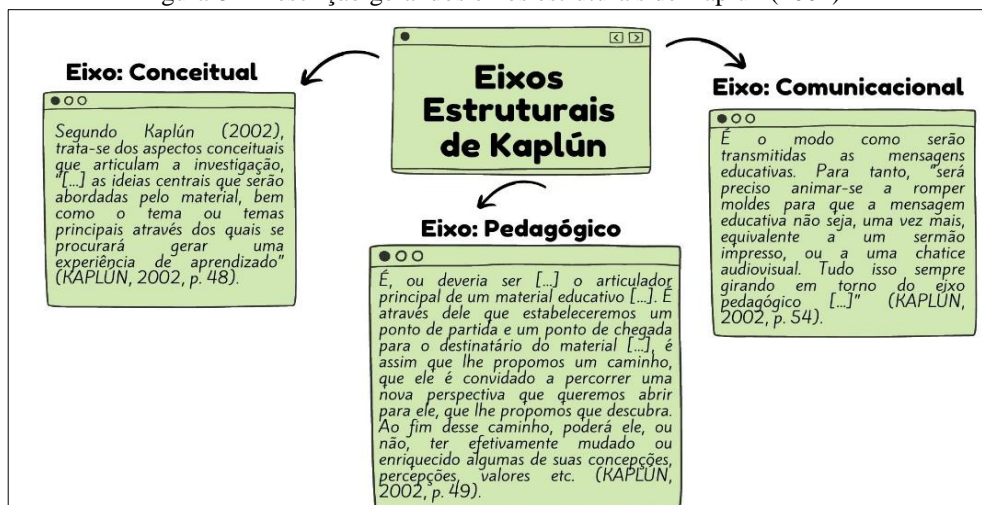 Eixos
Estruturais
de Kaplún
Eixo: Conceitual
Segundo Kaplún (2002),
trata-se dos aspectos conceituais
que articulam a investigação,
"[...] as ideias centrais que serão
abordadas pelo material, bem
como o tema ou temas
principais através dos quais se
procurará gerar uma
experiência de aprendizado"
(KAPLÚN, 2002, p. 48).
Eixo: Pedagógico
É, ou deveria ser [...] o articulador
principal de um material educativo [...]. É
através dele que estabeleceremos um
ponto de partida e um ponto de chegada
para o destinatário do material [...], é
assim que lhe propomos um caminho,
que ele é convidado a percorrer uma
nova perspectiva que queremos abrir
para ele, que lhe propomos que descubra.
Ao fim desse caminho, poderá ele, ou
não, ter efetivamente mudado ou
enriquecido algumas de suas concepções,
percepções, valores etc. (KAPLÚN,
2002, p. 49).
Eixo: Comunicacional
É o modo como serão
transmitidas as mensagens
educativas. Para tanto, "será
preciso animar-se a romper
moldes para que a mensagem
educativa não seja, uma vez mais,
equivalente a um sermão
impresso, ou a uma chatice
audiovisual. Tudo isso sempre
girando em torno do eixo
pedagógico [...]" (KAPLÚN,
2002, p. 54).